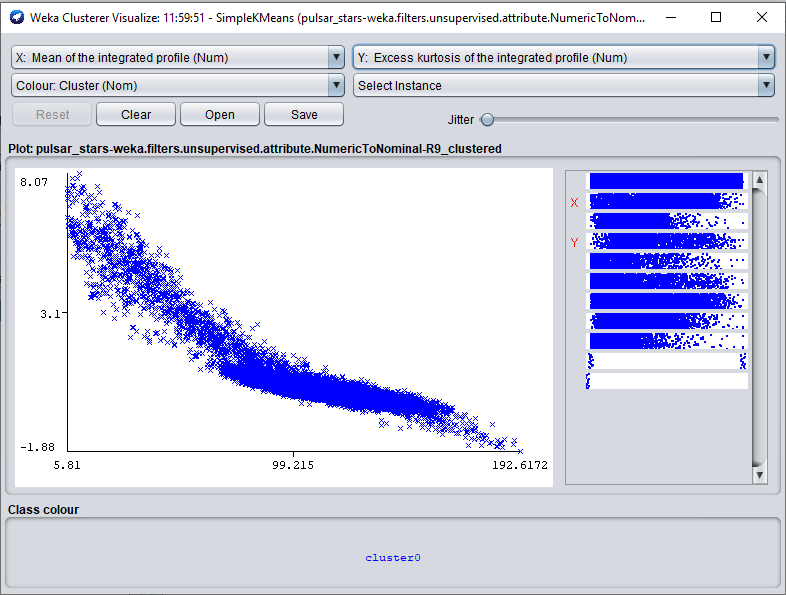 Weka Clusterer Visualize: 11:59:51 - SimpleKMeans (pulsar_stars-weka.filters.unsupervised.attribute.NumericToNom...
X: Mean of the integrated profile (Num)
Y: Excess kurtosis of the integrated profile (Num)
Colour: Cluster (Nom)
Select Instance
Reset
Clear
Open
Save
Jitter
Plot: pulsar_stars-weka.filters.unsupervised.attribute.NumericToNominal-R9_clustered
8.07
3.1
-1.88
5.81
99.215
192.6172
X
Y
Class colour
cluster0